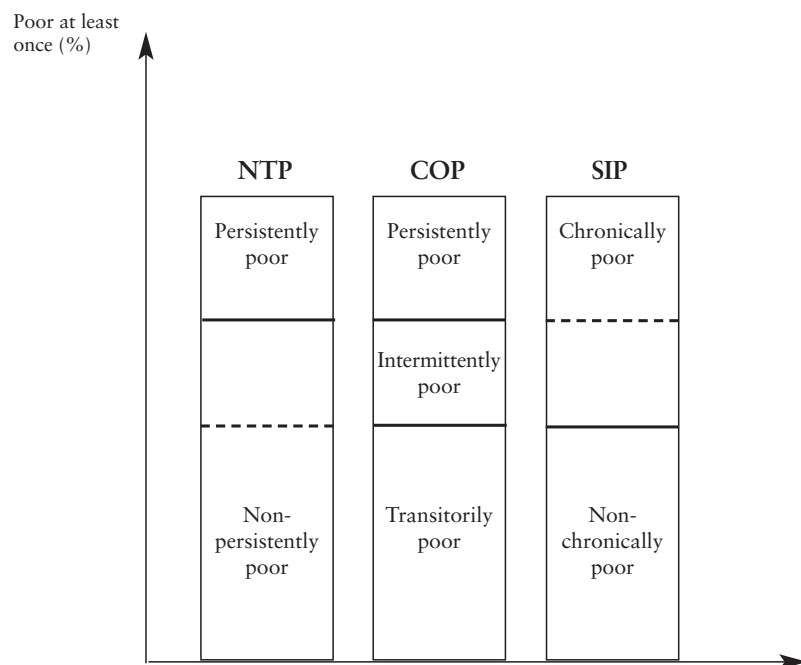 Poor at least
once (%)
NTP
COP
SIP
Persistently
poor
Persistently
poor
Chronically
poor
Intermittently
poor
Non-
persistently
poor
Transitorily
poor
Non-
chronically
poor